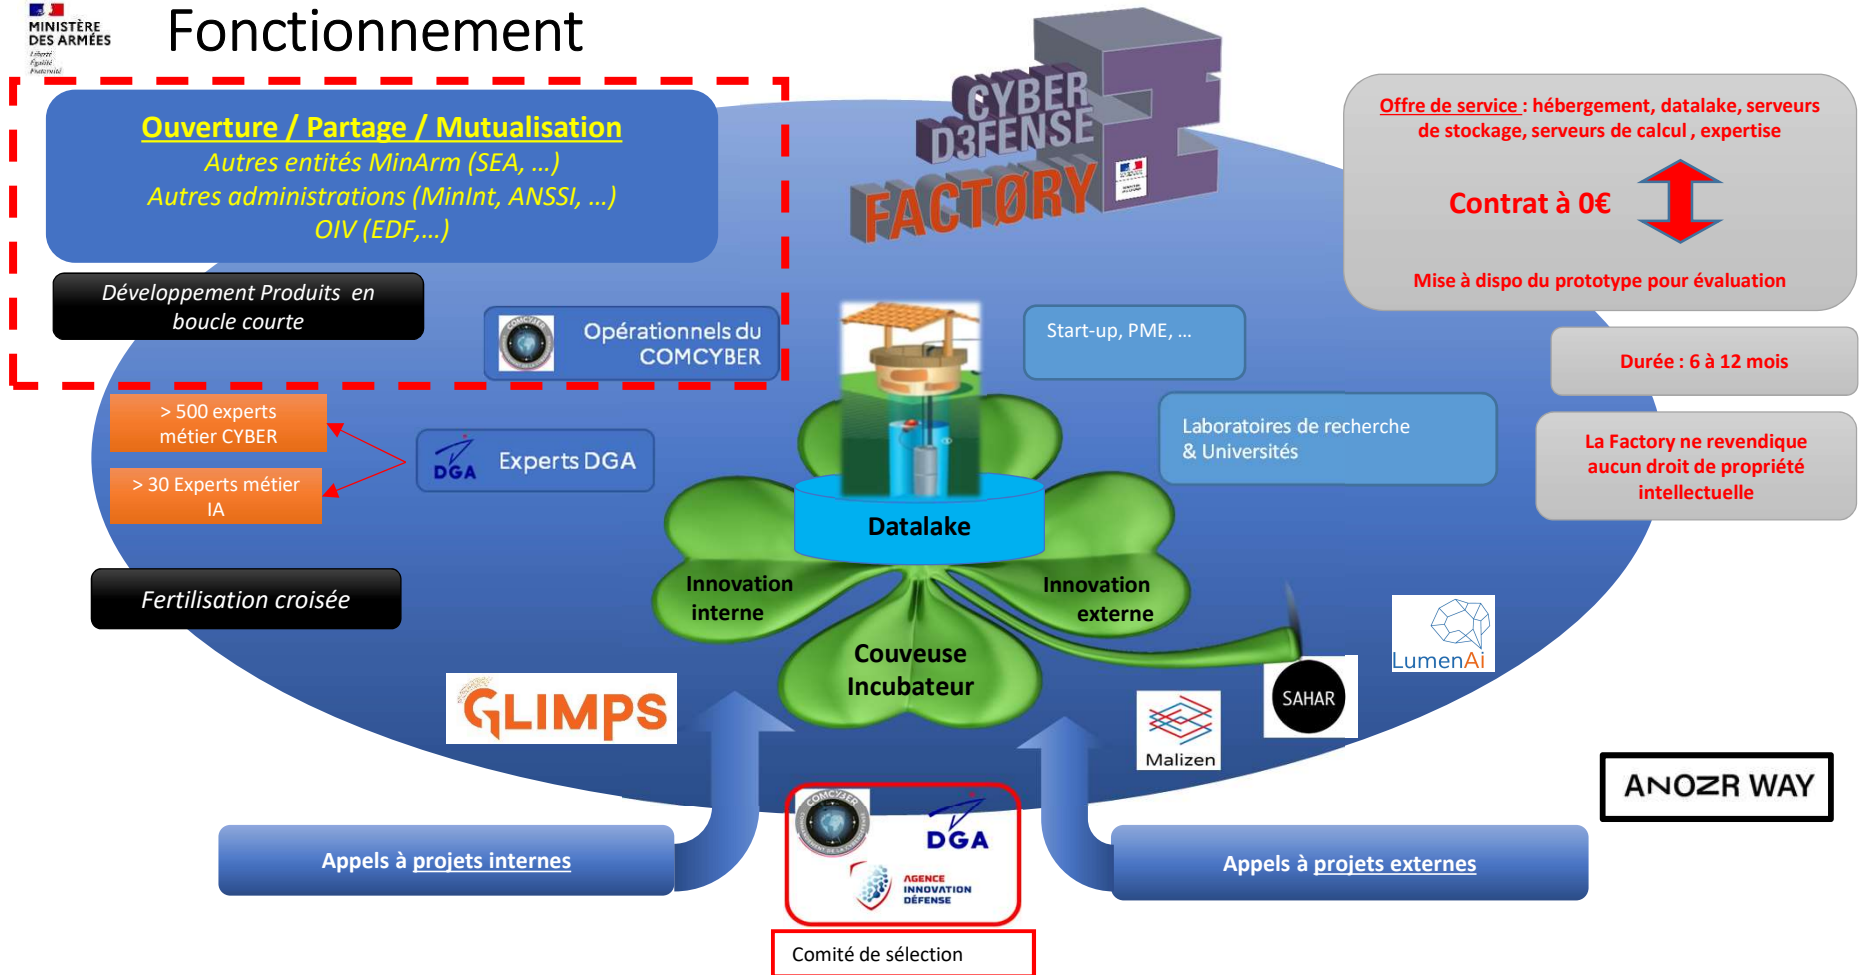 MINISTÈRE
DES ARMÉES
Liberté
Égalité
Fraternité
Fonctionnement
CYBER
D3FENSE
FACTØRY
Ouverture / Partage / Mutualisation
Autres entités MinArm (SEA, ...)
Autres administrations (MinInt, ANSSI, ...)
OIV (EDF,...)
Développement Produits en
boucle courte
COMCYBER
Opérationnels du
COMCYBER
Offre de service : hébergement, datalake, serveurs
de stockage, serveurs de calcul , expertise
Contrat à 0€
Mise à dispo du prototype pour évaluation
Start-up, PME, ...
Durée : 6 à 12 mois
> 500 experts
métier CYBER
> 30 Experts métier
IA
DGA
Experts DGA
Laboratoires de recherche
& Universités
La Factory ne revendique
aucun droit de propriété
intellectuelle
Datalake
Innovation
interne
Innovation
externe
Couveuse
Incubateur
Fertilisation croisée
GLIMPS
Malizen
SAHAR
LumenAi
ANOZR WAY
Appels à projets internes
COMCYBER
DGA
AGENCE
INNOVATION
DÉFENSE
Appels à projets externes
Comité de sélection